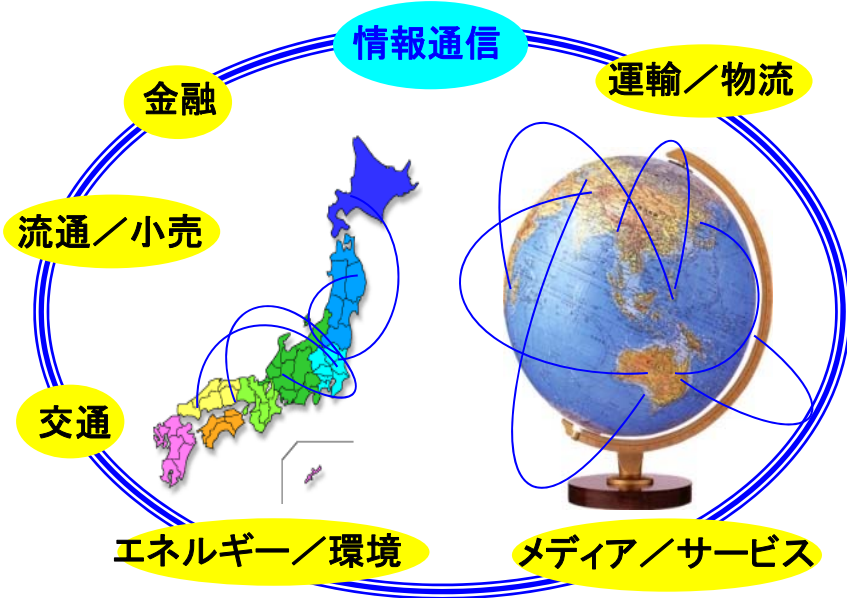 情報通信
運輸／物流
金融
流通／小売
交通
エネルギー／環境
メディア／サービス